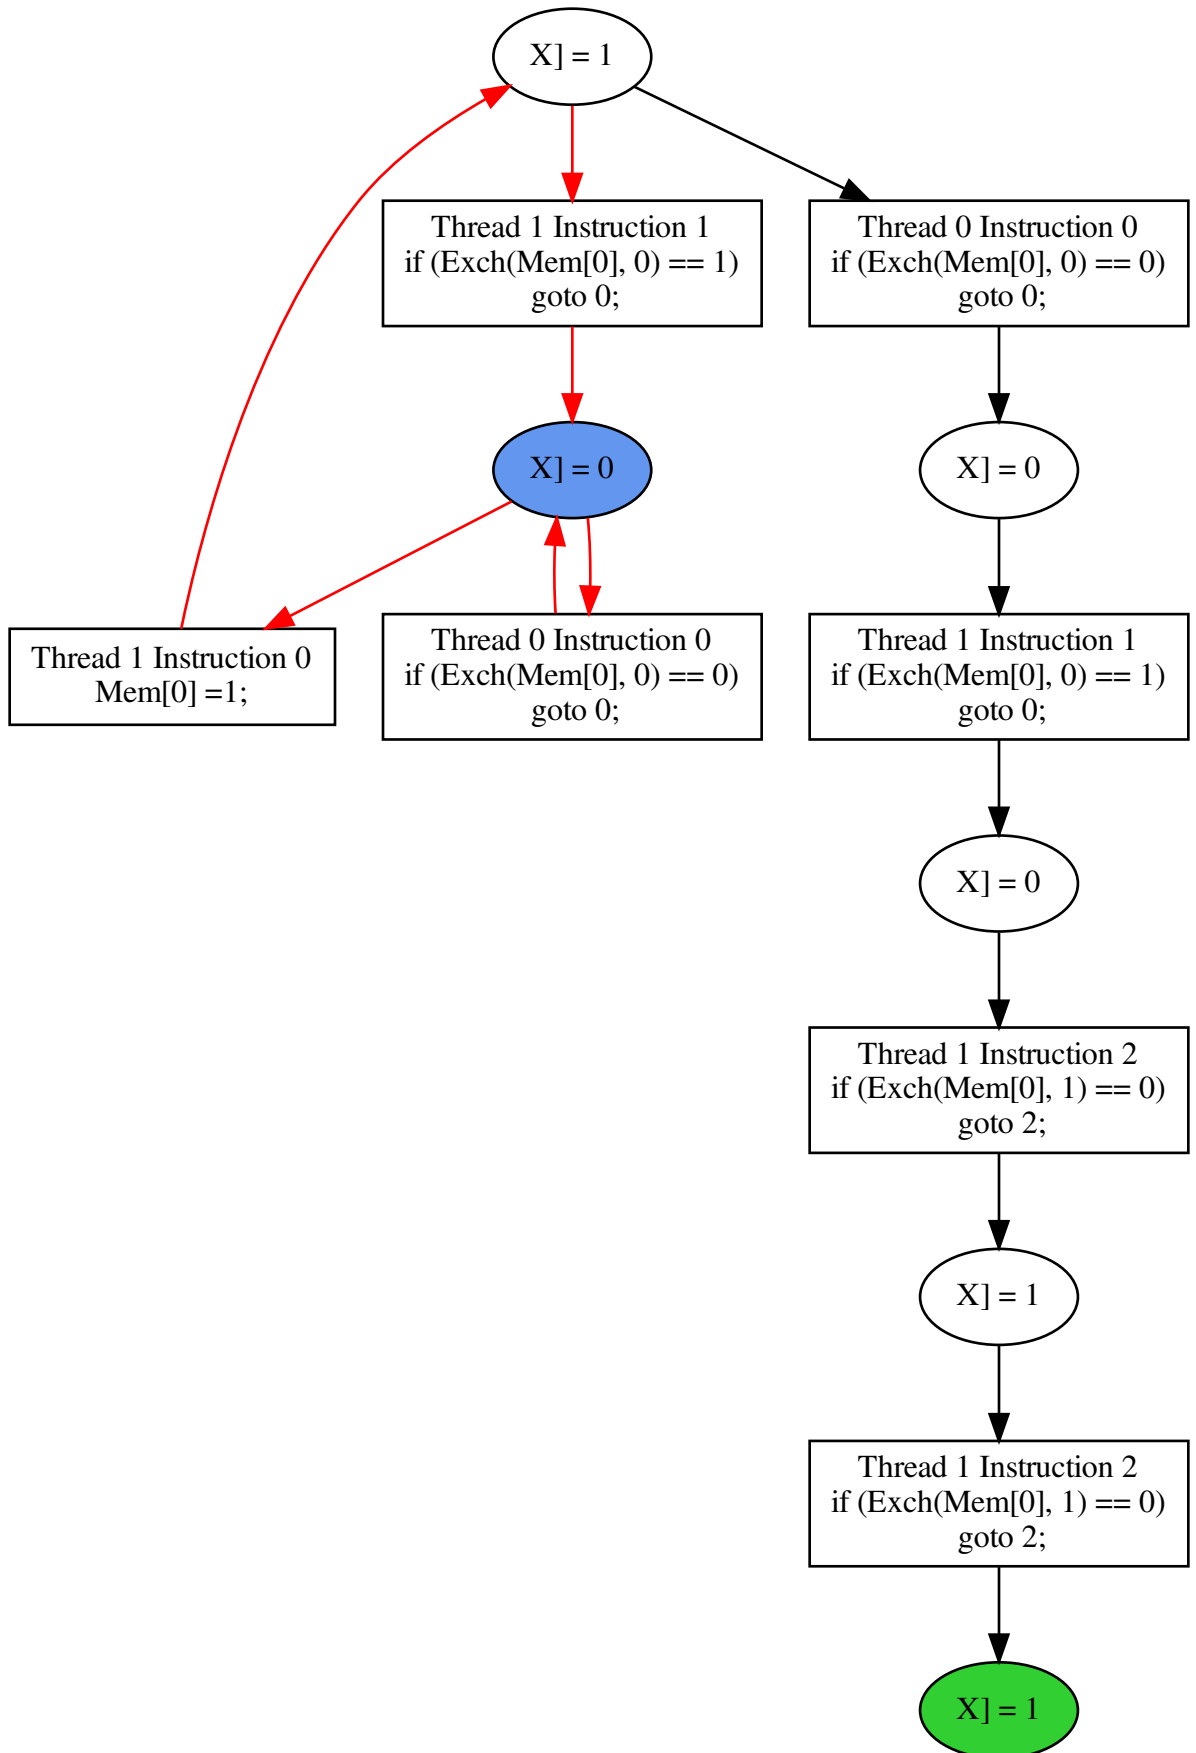 X] = 1
Thread 1 Instruction 1
if (Exch(Mem[0], 0) == 1)
goto 0;
Thread 0 Instruction 0
if (Exch(Mem[0], 0) == 0)
goto 0;
X] = 0
X] = 0
Thread 1 Instruction 0
Mem[0] =1;
Thread 0 Instruction 0
if (Exch(Mem[0], 0) == 0)
goto 0;
Thread 1 Instruction 1
if (Exch(Mem[0], 0) == 1)
goto 0;
X] = 0
Thread 1 Instruction 2
if (Exch(Mem[0], 1) == 0)
goto 2;
X] = 1
Thread 1 Instruction 2
if (Exch(Mem[0], 1) == 0)
goto 2;
X] = 1